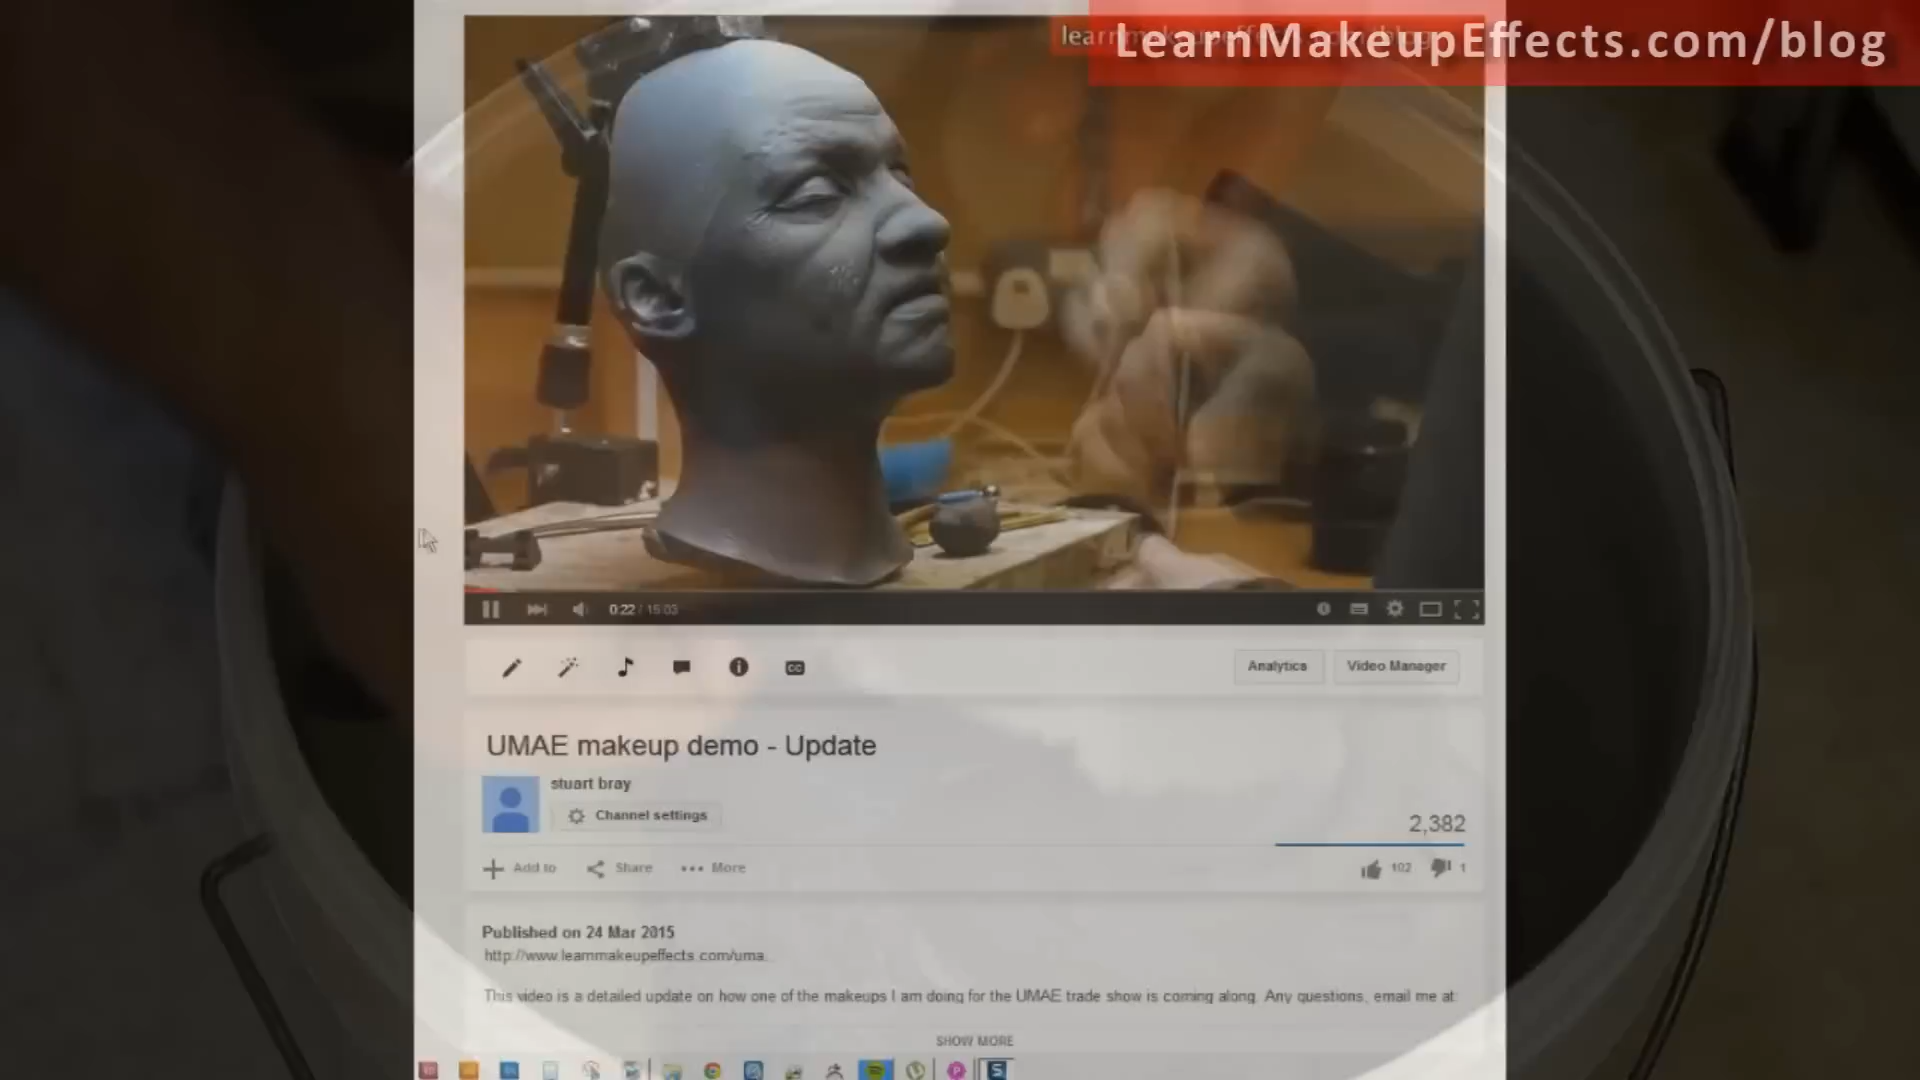 LearnMakeupEffects.com/blog
0:22 / 15:03
Analytics
Video Manager
UMAE makeup demo - Update
stuart bray
Channel settings
2,382
Add to
Share
More
102
1
Published on 24 Mar 2015
http://www.learnmakeupeffects.com/uma...
This video is a detailed update on how one of the makeups I am doing for the UMAE trade show is coming along. Any questions, email me at:
SHOW MORE